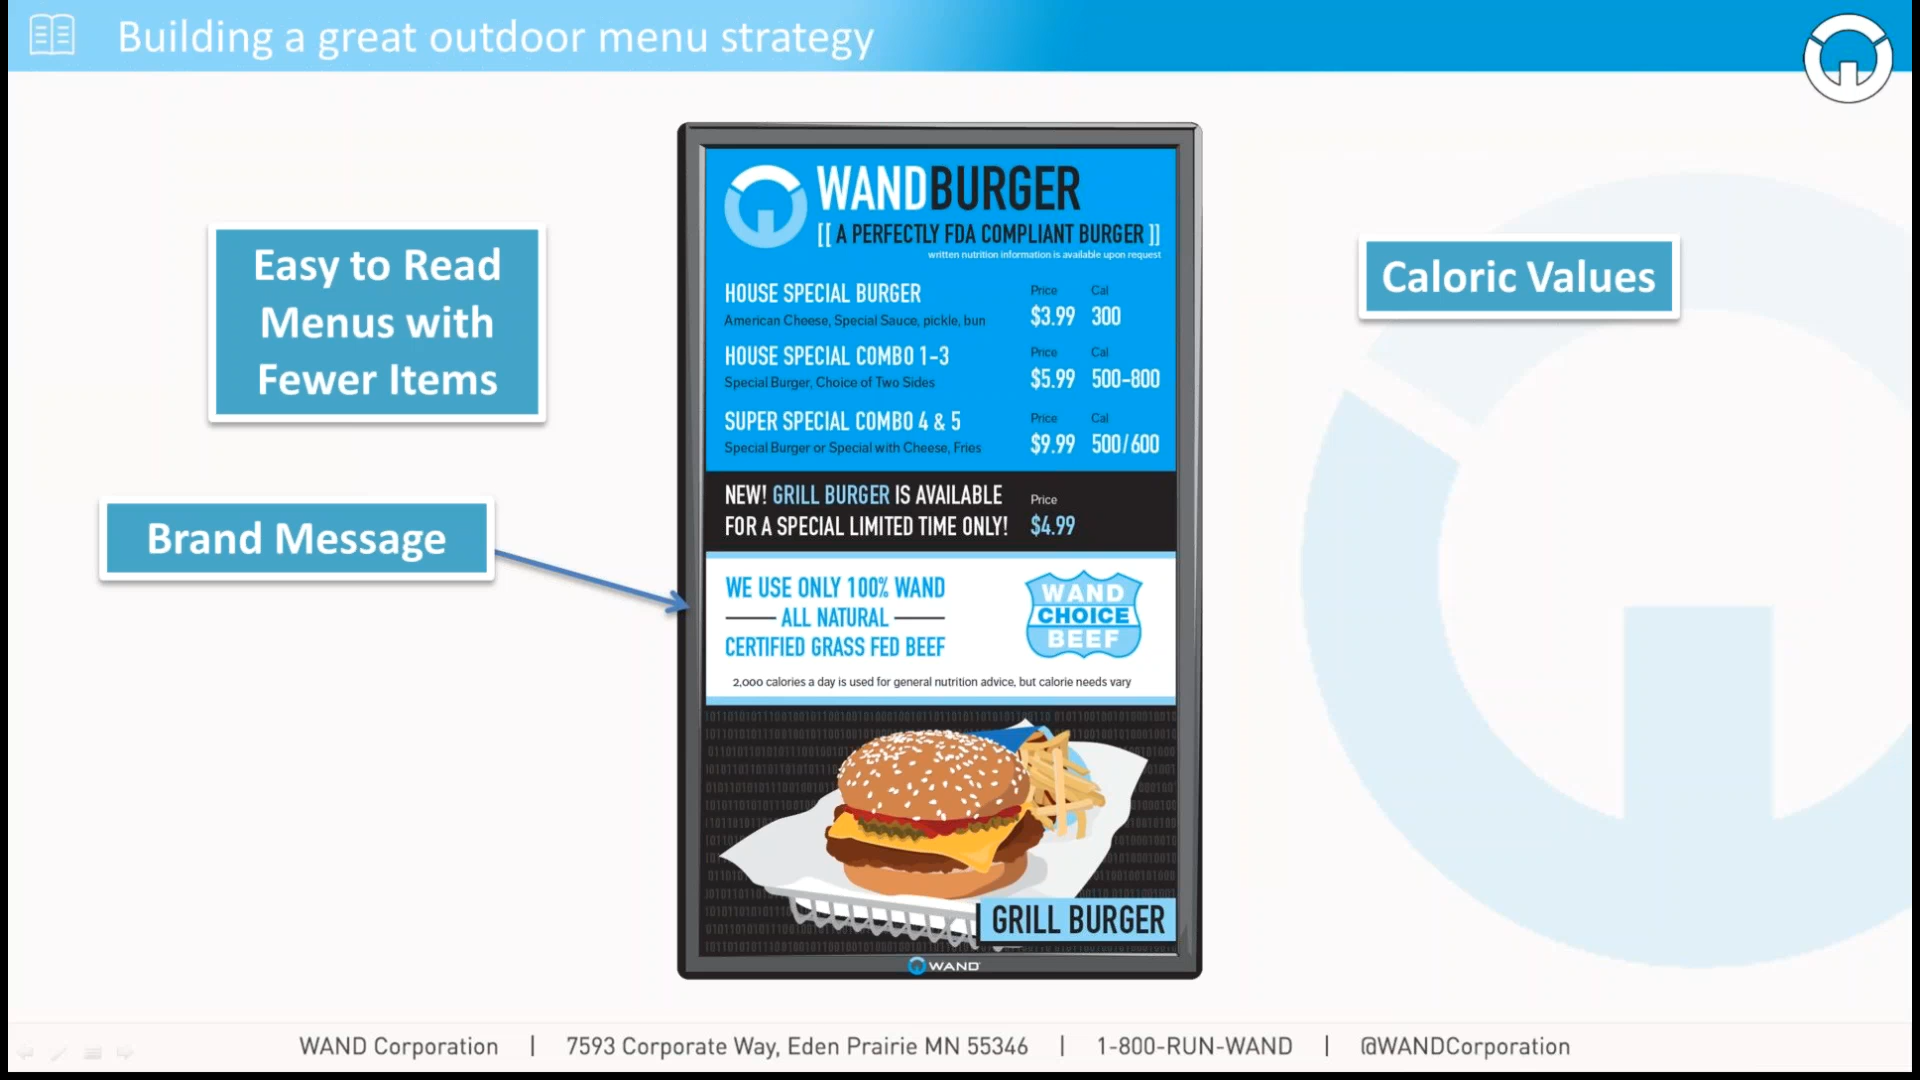 Building a great outdoor menu strategy
Easy to Read
Menus with
Fewer Items
Brand Message
Caloric Values
WANDBURGER
[[ A PERFECTLY FDA COMPLIANT BURGER ]]
written nutrition information is available upon request
HOUSE SPECIAL BURGER Price Cal
American Cheese, Special Sauce, pickle, bun $3.99 300
HOUSE SPECIAL COMBO 1-3 Price Cal
Special Burger, Choice of Two Sides $5.99 500-800
SUPER SPECIAL COMBO 4 & 5 Price Cal
Special Burger or Special with Cheese, Fries $9.99 500/600
NEW! GRILL BURGER IS AVAILABLE Price
FOR A SPECIAL LIMITED TIME ONLY! $4.99
WE USE ONLY 100% WAND
ALL NATURAL
CERTIFIED GRASS FED BEEF
WAND
CHOICE
BEEF
2,000 calories a day is used for general nutrition advice, but calorie needs vary
GRILL BURGER
WAND
WAND Corporation | 7593 Corporate Way, Eden Prairie MN 55346 | 1-800-RUN-WAND | @WANDCorporation